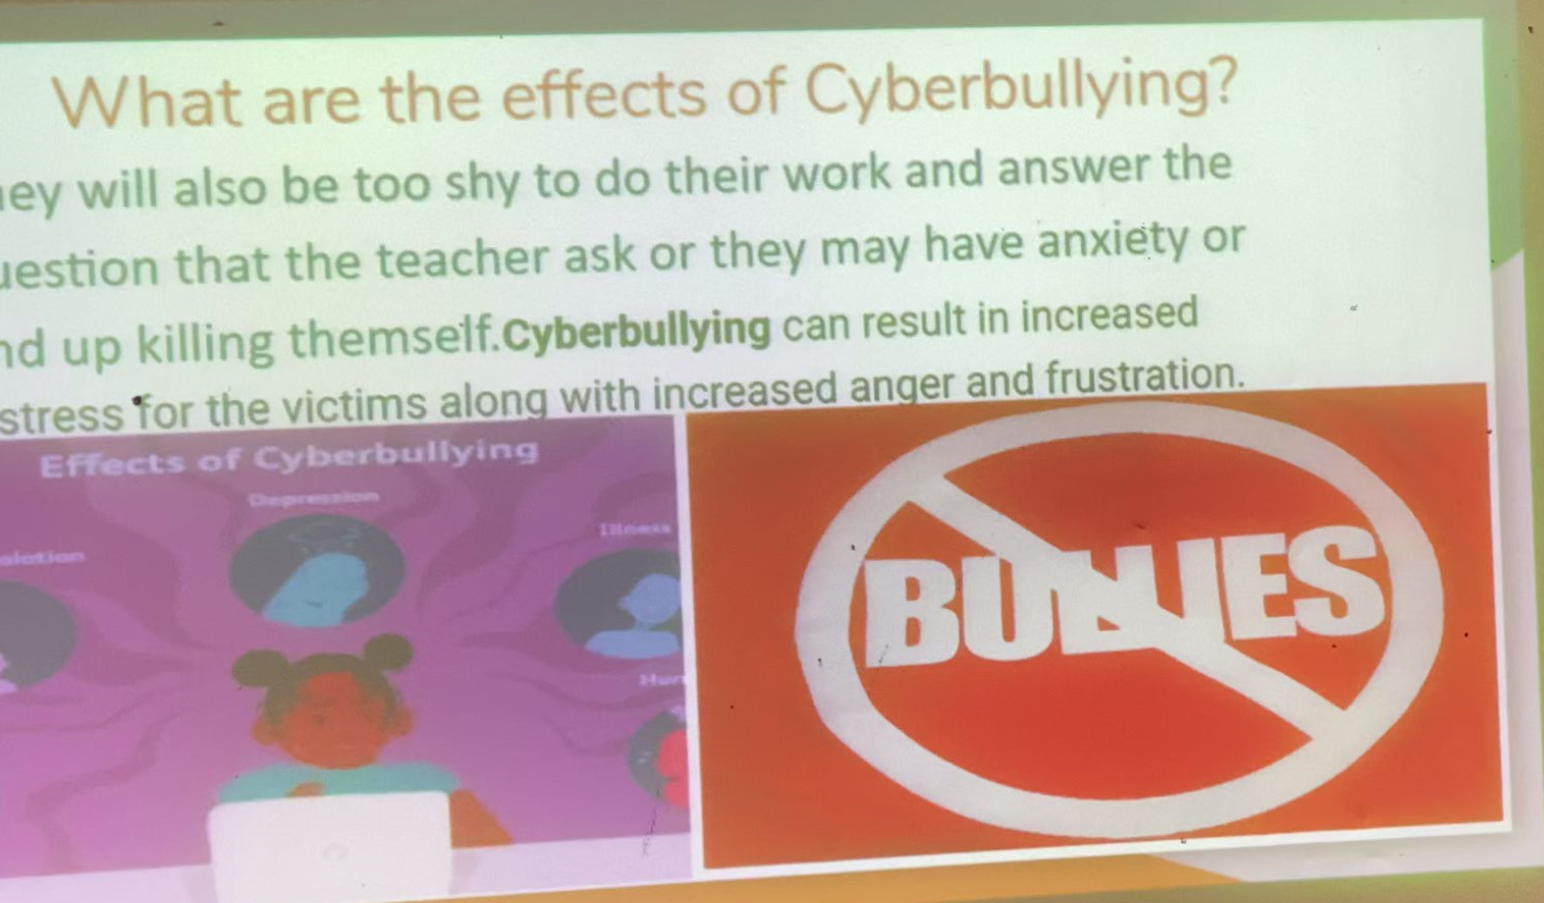 What are the effects of Cyberbullying?
ey will also be too shy to do their work and answer the
uestion that the teacher ask or they may have anxiety or
nd up killing themself.Cyberbullying can result in increased
stress for the victims along with increased anger and frustration.
Effects of Cyberbullying
Depression
Illness
olation
BULLIES
Hum